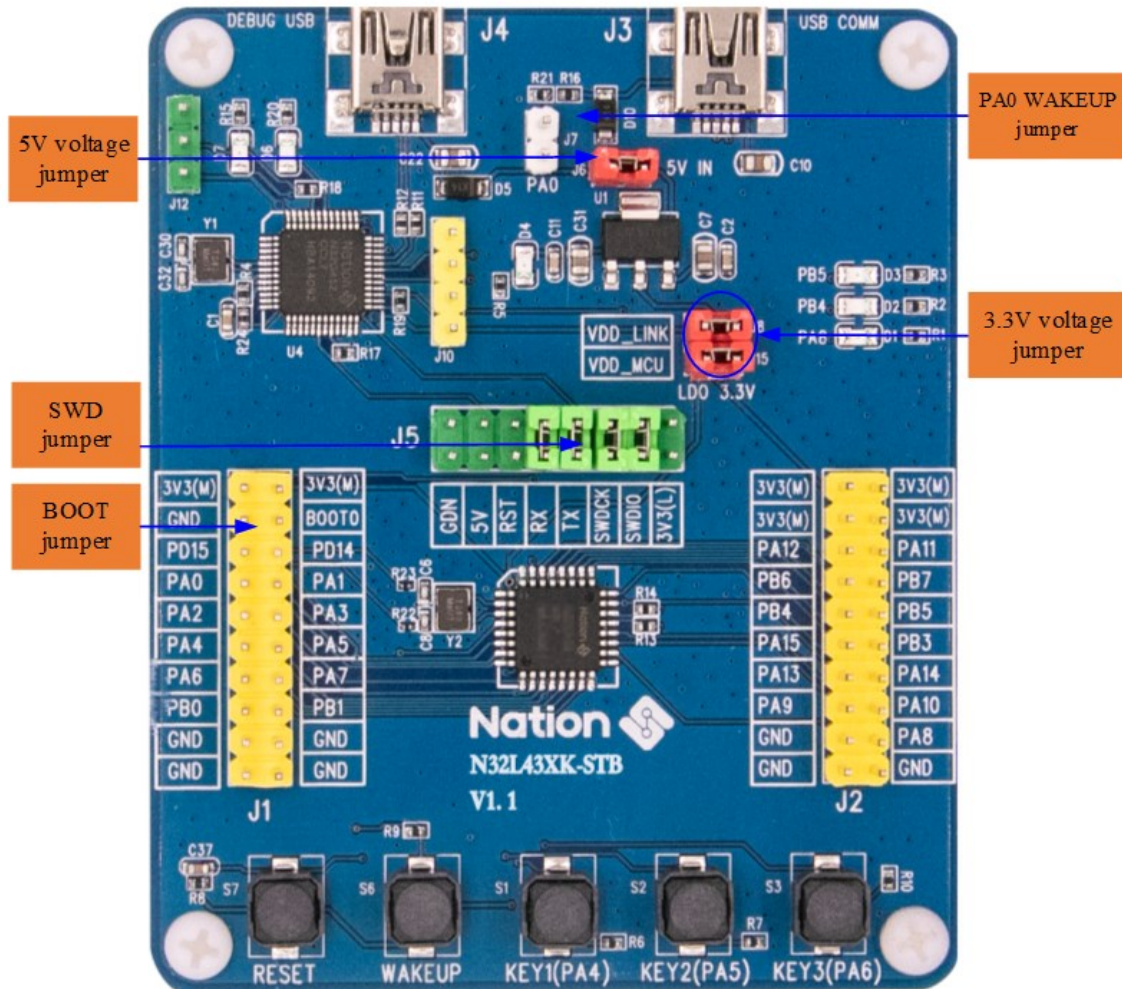 DEBUG USB
J4
J3
USB COMM
PA0 WAKEUP
jumper
5V voltage
jumper
R15
R20
R21
R16
D10
J7
J6
5V IN
PA0
C10
J12
R18
D5
U1
Y1
R12
R11
C30
C32
R4
D4
C11
C31
C7
C2
C1
R24
R19
R5
U4
R17
J10
PB5
D3
R3
PB4
D2
R2
D1
R1
VDD_LINK
VDD_MCU
15
LDO 3.3V
3.3V voltage
jumper
SWD
jumper
J5
GDN
5V
RST
RX
TX
SWDCK
SWDIO
3V3(L)
BOOT
jumper
3V3(M)
3V3(M)
GND
BOOT0
PD15
PD14
PA0
PA1
PA2
PA3
PA4
PA5
PA6
PA7
PB0
PB1
GND
GND
GND
GND
J1
3V3(M)
3V3(M)
3V3(M)
3V3(M)
PA12
PA11
PB6
PB7
PB4
PB5
PA15
PB3
PA13
PA14
PA9
PA10
GND
PA8
GND
GND
J2
R23
C6
R22
C8
Y2
R14
R13
Nation
N32L43XK-STB
V1.1
C37
R8
S7
R9
S6
S1
S2
S3
R10
R6
R7
RESET
WAKEUP
KEY1(PA4)
KEY2(PA5)
KEY3(PA6)